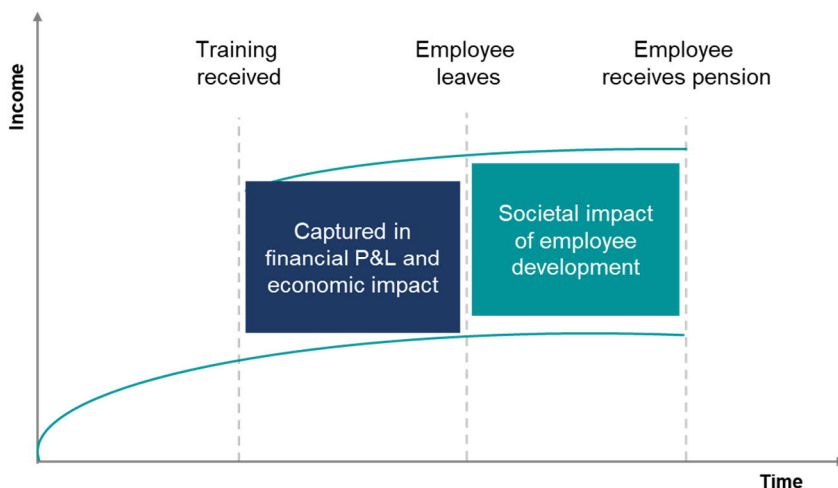 Training
received
Employee
leaves
Employee
receives pension
Income
Captured in
financial P&L and
economic impact
Societal impact
of employee
development
Time